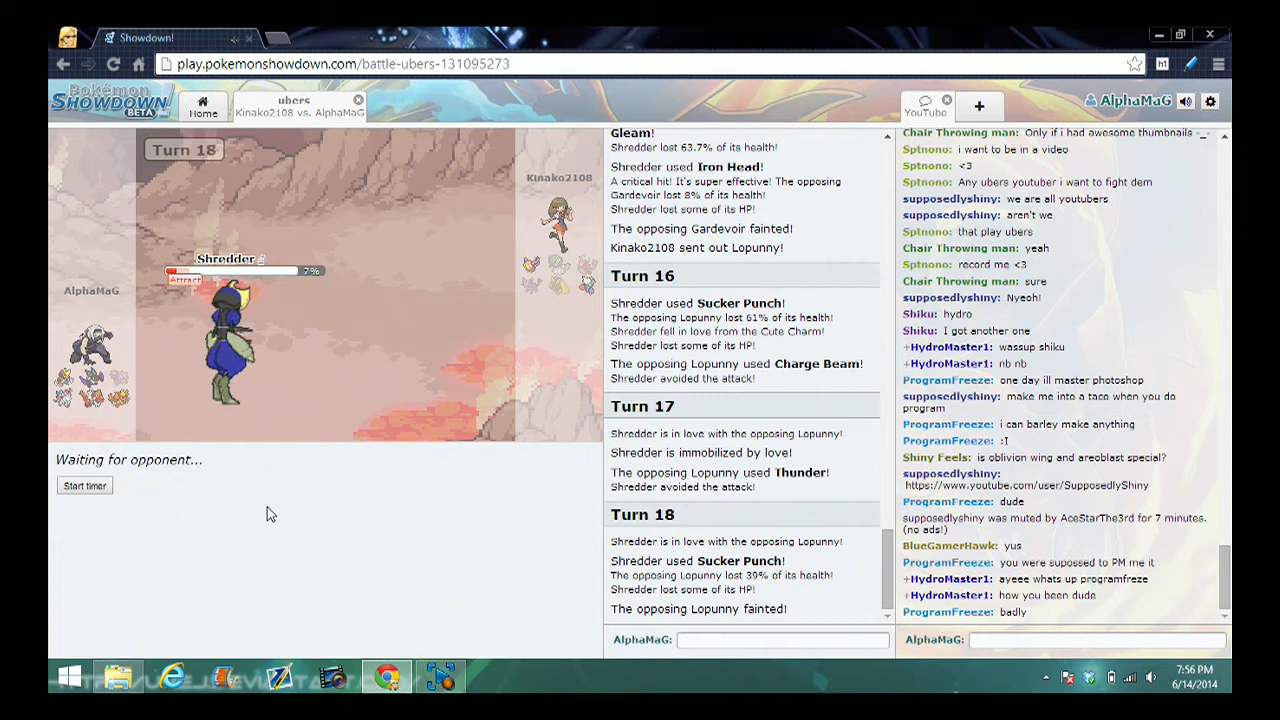 Showdown!
play.pokemonshowdown.com/battle-ubers-131095273
Pokémon
SHOWDOWN!
BETA
Home
ubers
Kinako2108 vs. AlphaMaG
YouTube
+
AlphaMaG
Turn 18
Kinako2108
Shredder
7%
Attract
AlphaMaG
Waiting for opponent...
Start timer
Gleam!
Shredder lost 63.7% of its health!
Shredder used Iron Head!
A critical hit! It's super effective! The opposing
Gardevoir lost 8% of its health!
Shredder lost some of its HP!
The opposing Gardevoir fainted!
Kinako2108 sent out Lopunny!
Turn 16
Shredder used Sucker Punch!
The opposing Lopunny lost 61% of its health!
Shredder fell in love from the Cute Charm!
Shredder lost some of its HP!
The opposing Lopunny used Charge Beam!
Shredder avoided the attack!
Turn 17
Shredder is in love with the opposing Lopunny!
Shredder is immobilized by love!
The opposing Lopunny used Thunder!
Shredder avoided the attack!
Turn 18
Shredder is in love with the opposing Lopunny!
Shredder used Sucker Punch!
The opposing Lopunny lost 39% of its health!
Shredder lost some of its HP!
The opposing Lopunny fainted!
AlphaMaG:
Chair Throwing man: Only if i had awesome thumbnails -_-
Sptnono: i want to be in a video
Sptnono: <3
Sptnono: Any ubers youtuber i want to fight dem
supposedlyshiny: we are all youtubers
supposedlyshiny: aren't we
Sptnono: that play ubers
Chair Throwing man: yeah
Sptnono: record me <3
Chair Throwing man: sure
supposedlyshiny: Nyeoh!
Shiku: hydro
Shiku: I got another one
+HydroMaster1: wassup shiku
+HydroMaster1: nb nb
ProgramFreeze: one day ill master photoshop
supposedlyshiny: make me into a taco when you do
program
ProgramFreeze: i can barley make anything
ProgramFreeze: :I
Shiny Feels: is oblivion wing and areoblast special?
supposedlyshiny:
https://www.youtube.com/user/SupposedlyShiny
ProgramFreeze: dude
supposedlyshiny was muted by AceStarThe3rd for 7 minutes.
(no ads!)
BlueGamerHawk: yus
ProgramFreeze: you were supossed to PM me it
+HydroMaster1: ayeee whats up programfreze
+HydroMaster1: how you been dude
ProgramFreeze: badly
AlphaMaG:
7:56 PM
6/14/2014